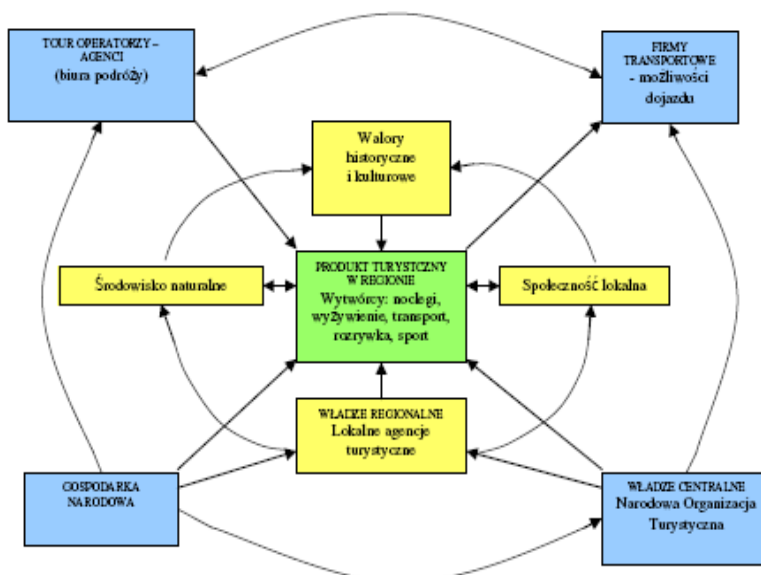 TOUR OPERATORZY –
AGENCI
(biura podróży)
FIRMY
TRANSPORTOWE
- możliwości
dojazdu
Walory
historyczne
i kulturowe
Środowisko naturalne
PRODUKT TURYSTCZNY
W REGIONIE
Wytwórcy: noclegi,
wyżywienie, transport,
rozrywka, sport
Społeczność lokalna
WŁADZE REGIONALNE
Lokalne agencje
turystyczne
GOSPODARKA
NARODOWA
WŁADZE CENTRALNE
Narodowa Organizacja
Turystyczna